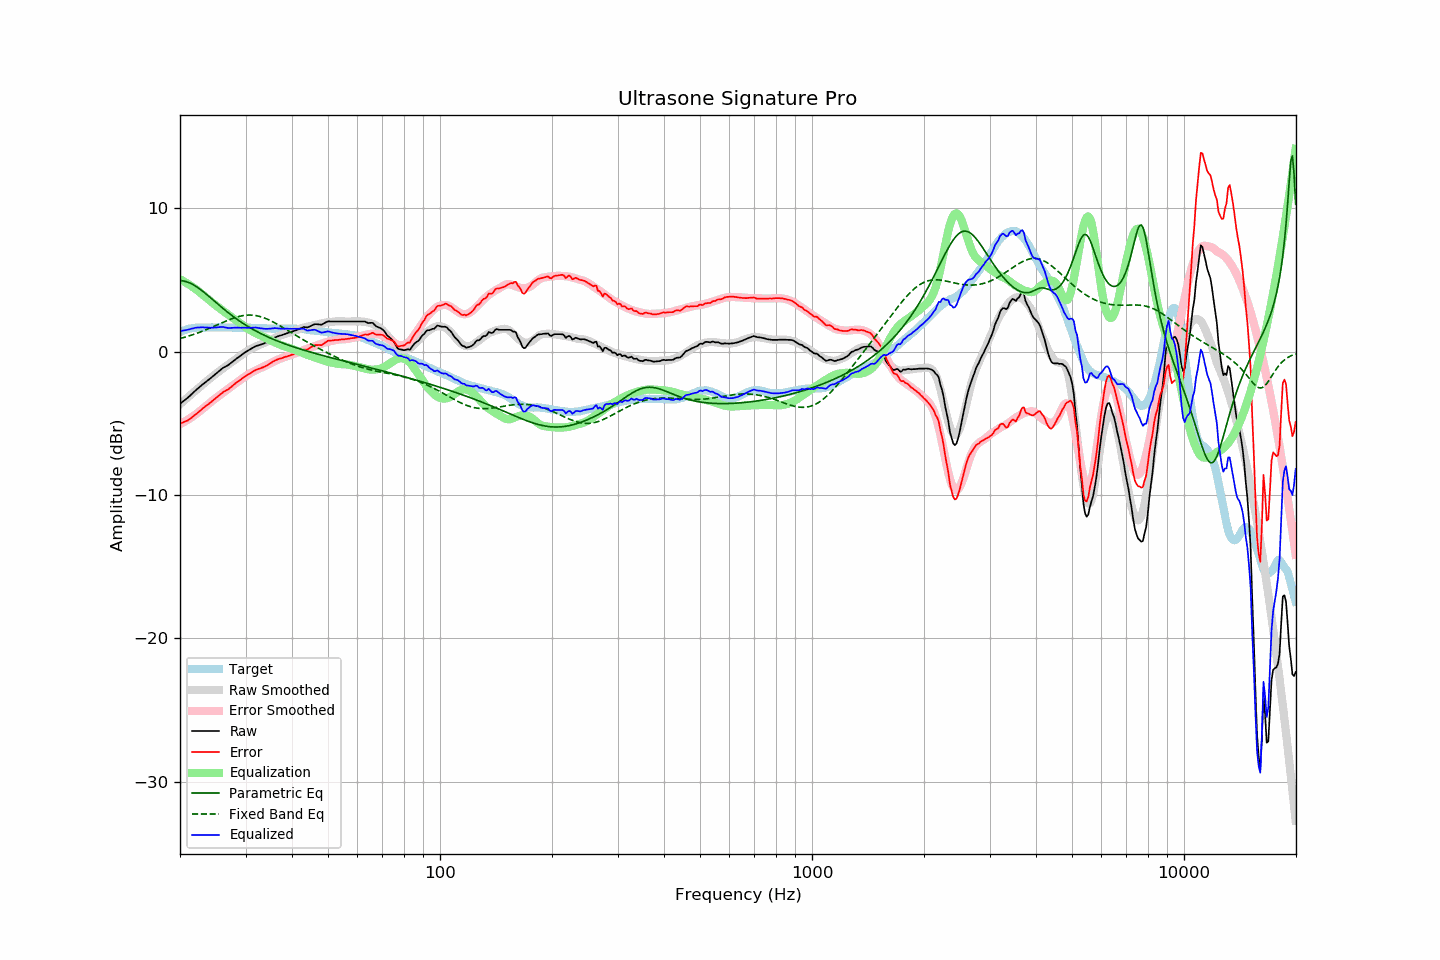 Ultrasone Signature Pro
10
0
−10
−20
−30
Amplitude (dBr)
Target
Raw Smoothed
Error Smoothed
Raw
Error
Equalization
Parametric Eq
Fixed Band Eq
Equalized
100
1000
10000
Frequency (Hz)